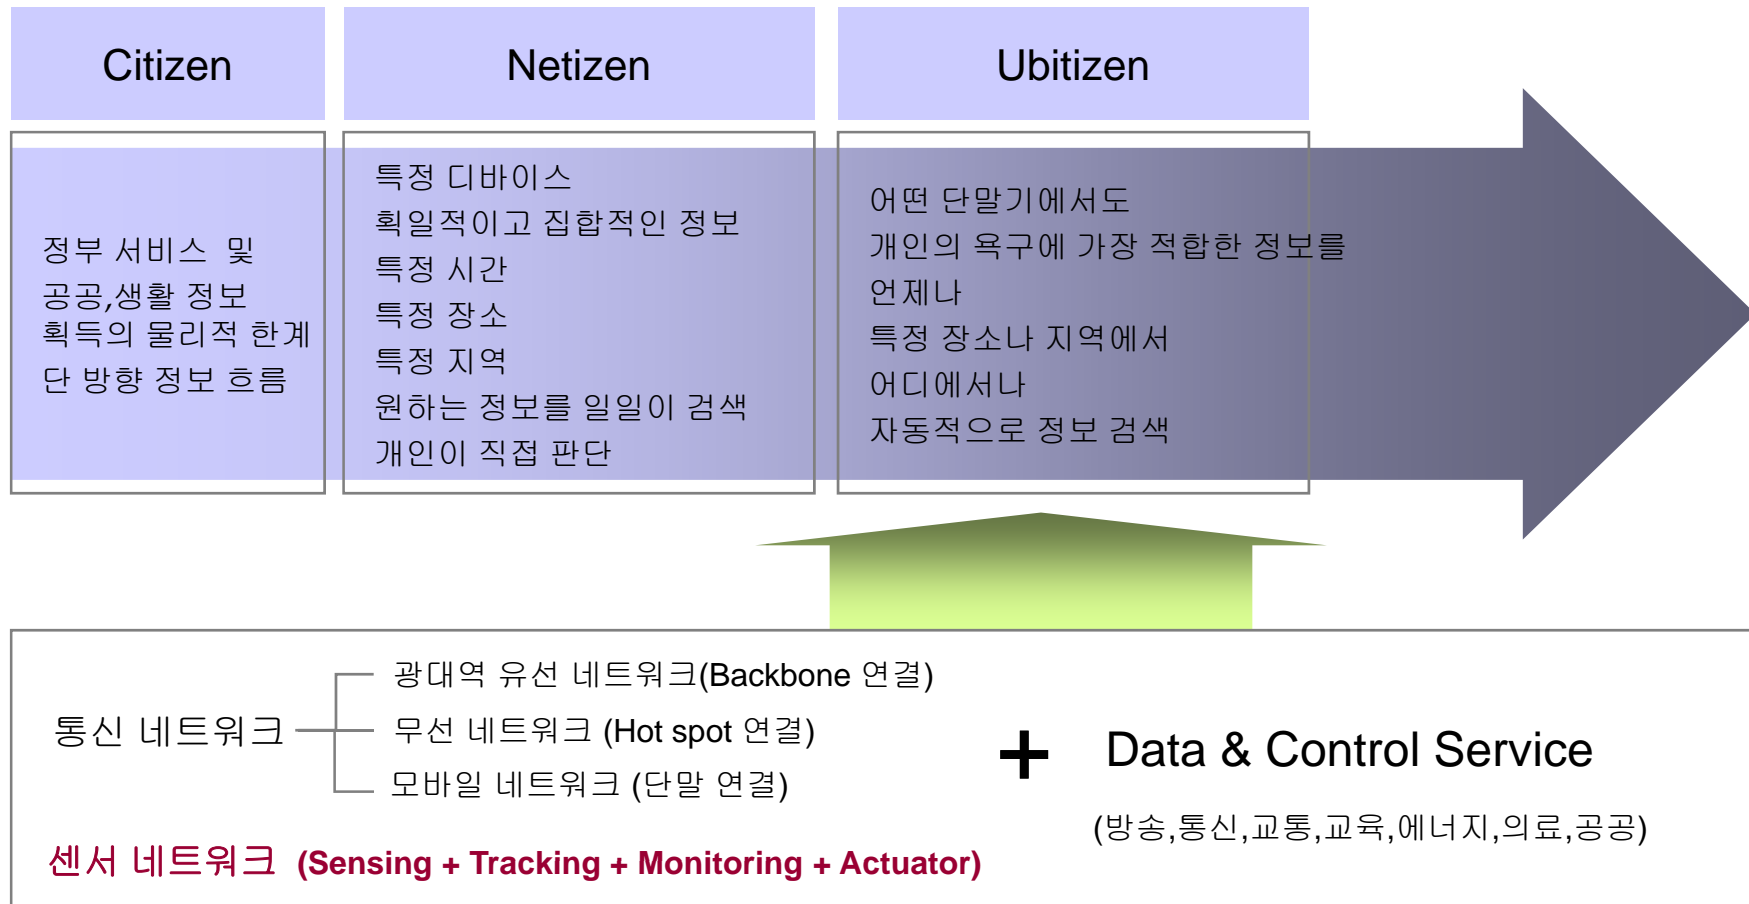 Citizen
Netizen
Ubitizen
정부 서비스 및
공공,생활 정보
획득의 물리적 한계
단 방향 정보 흐름
특정 디바이스
획일적이고 집합적인 정보
특정 시간
특정 장소
특정 지역
원하는 정보를 일일이 검색
개인이 직접 판단
어떤 단말기에서도
개인의 욕구에 가장 적합한 정보를
언제나
특정 장소나 지역에서
어디에서나
자동적으로 정보 검색
통신 네트워크
광대역 유선 네트워크(Backbone 연결)
무선 네트워크 (Hot spot 연결)
모바일 네트워크 (단말 연결)
센서 네트워크 (Sensing + Tracking + Monitoring + Actuator)
+
Data & Control Service
(방송,통신,교통,교육,에너지,의료,공공)